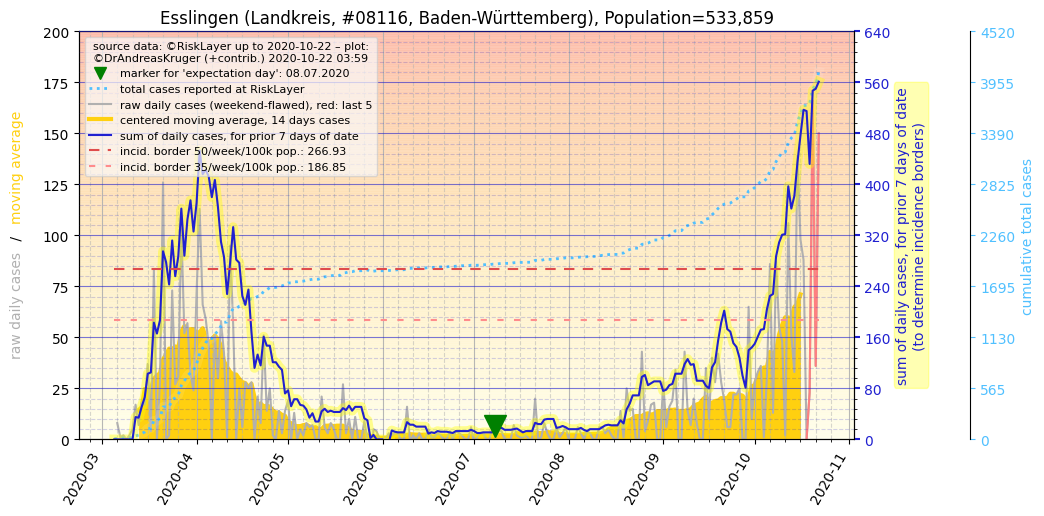 Esslingen (Landkreis, #08116, Baden-Württemberg), Population=533,859
source data: ©RiskLayer up to 2020-10-22 – plot:
©DrAndreasKruger (+contrib.) 2020-10-22 03:59
marker for 'expectation day': 08.07.2020
total cases reported at RiskLayer
raw daily cases (weekend-flawed), red: last 5
centered moving average, 14 days cases
sum of daily cases, for prior 7 days of date
incid. border 50/week/100k pop.: 266.93
incid. border 35/week/100k pop.: 186.85
raw daily cases / moving average
200
175
150
125
100
75
50
25
0
2020-03
2020-04
2020-05
2020-06
2020-07
2020-08
2020-09
2020-10
2020-11
640
560
480
400
320
240
160
80
0
sum of daily cases, for prior 7 days of date
(to determine incidence borders)
4520
3955
3390
2825
2260
1695
1130
565
0
cumulative total cases